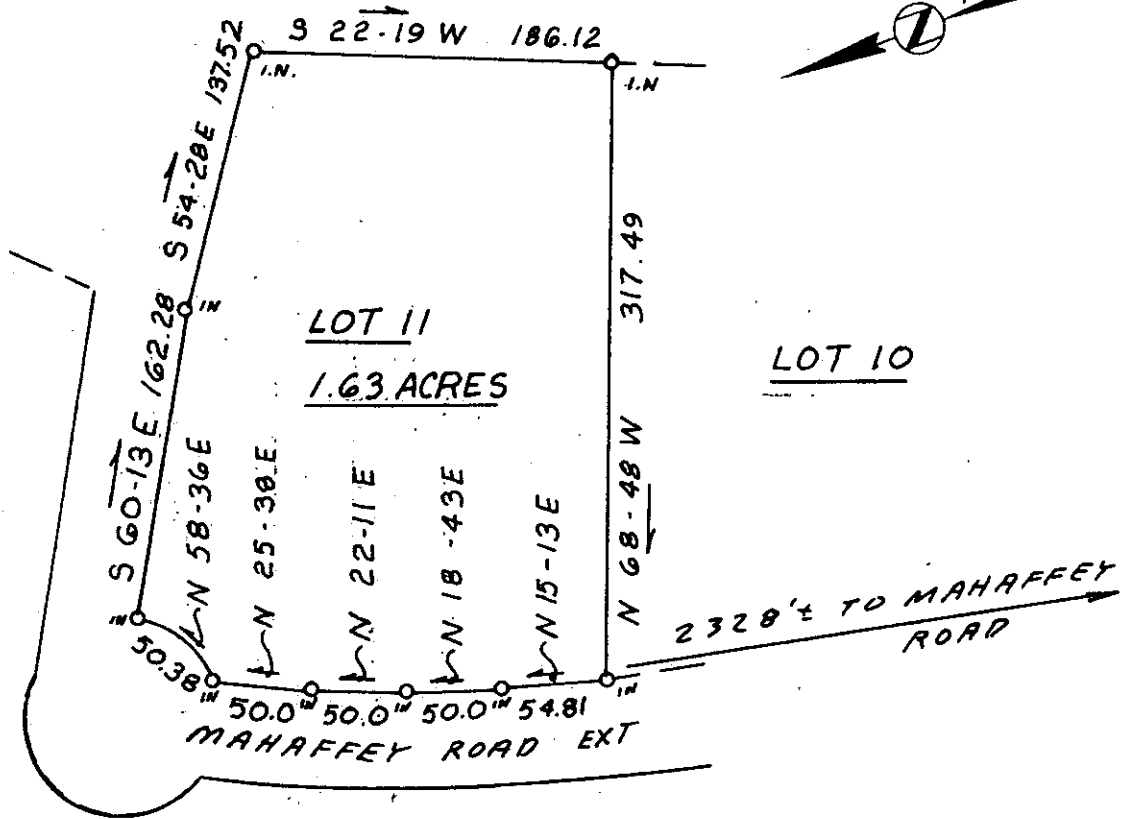 S 22-19 W 186.12
I.N.
I.N
S 54-28 E 137.52
IN
317.49
LOT 11
1.63 ACRES
LOT 10
S 60-13 E 162.28
N 58-36 E
N 25-38 E
N 22-11 E
N 18-43 E
N 15-13 E
N 68-48 W
2328'± TO MAHAFFEY
ROAD
IN
50.38
IN
50.0
IN
50.0
IN
50.0
IN
54.81
IN
MAHAFFEY ROAD EXT